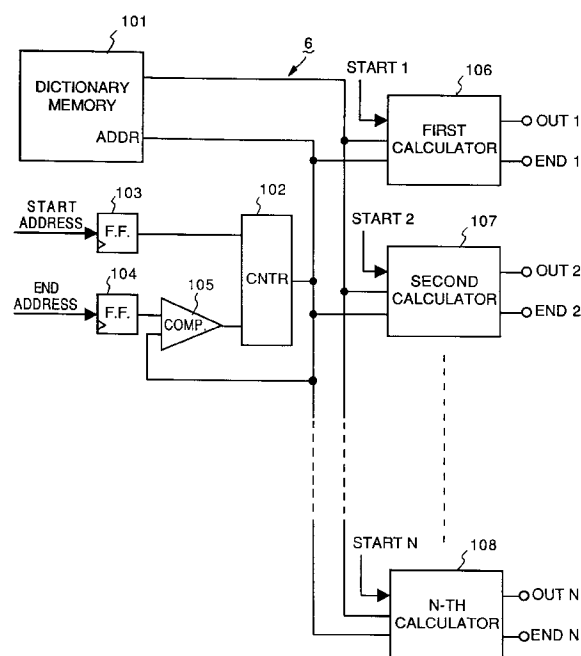 101
DICTIONARY
MEMORY
ADDR
6
START 1
106
FIRST
CALCULATOR
OUT 1
END 1
START
ADDRESS
103
F.F.
102
CNTR
END
ADDRESS
104
F.F.
105
COMP.
START 2
107
SECOND
CALCULATOR
OUT 2
END 2
START N
108
N-TH
CALCULATOR
OUT N
END N